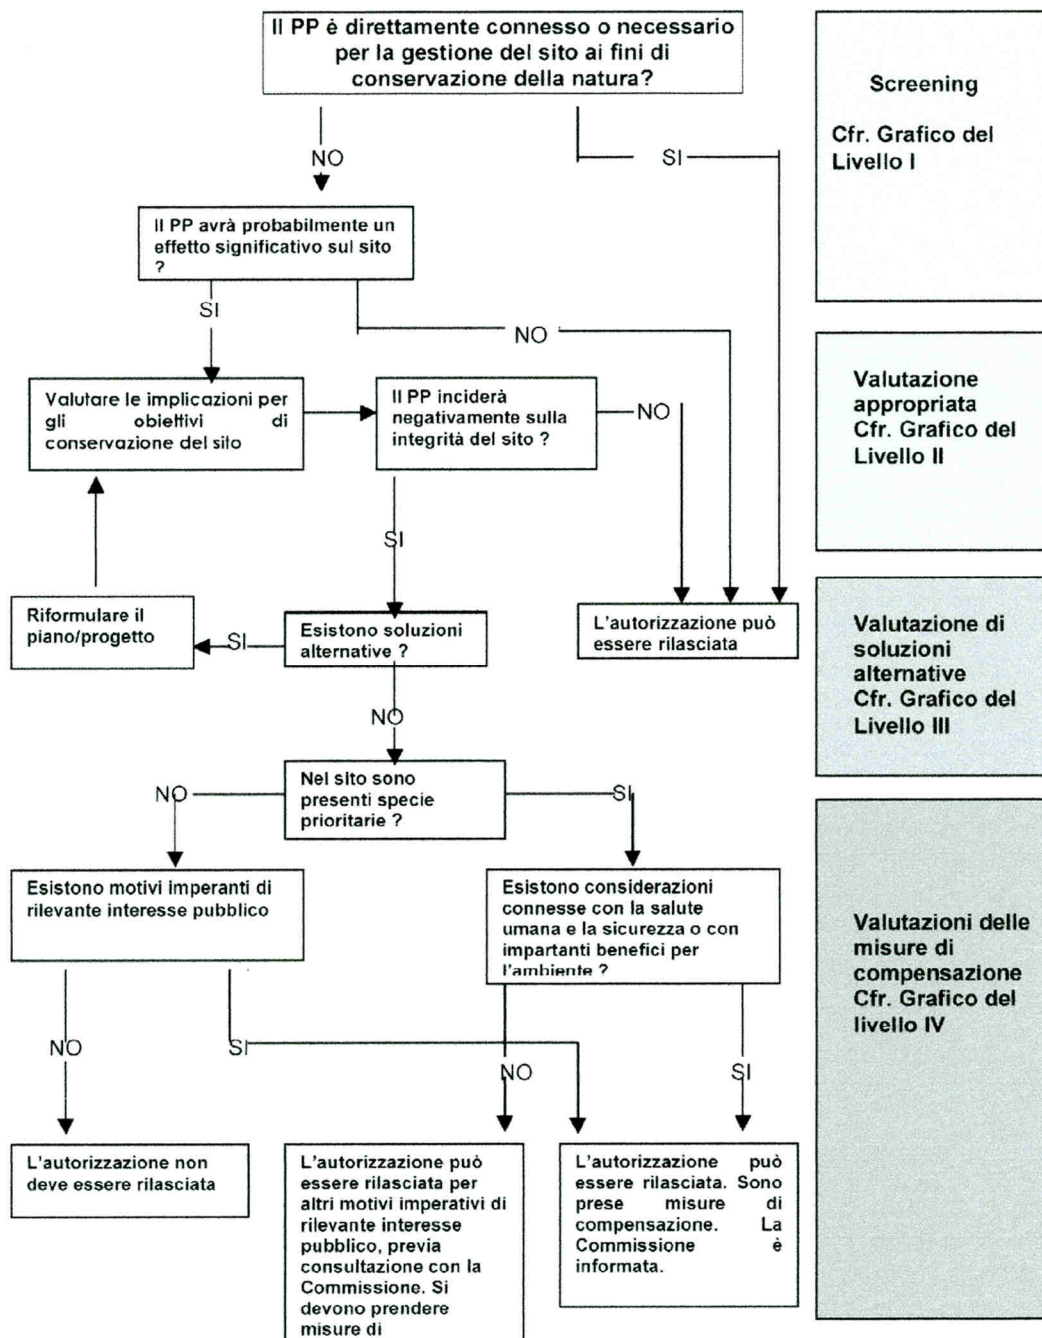 Il PP è direttamente connesso o necessario
per la gestione del sito ai fini di
conservazione della natura?
Screening
Cfr. Grafico del
Livello I
NO
SI
Il PP avrà probabilmente un
effetto significativo sul sito
?
SI
NO
Valutare le implicazioni per
gli obiettivi di
conservazione del sito
Il PP inciderà
negativamente sulla
integrità del sito ?
NO
Valutazione
appropriata
Cfr. Grafico del
Livello II
SI
Riformulare il
piano/progetto
SI
Esistono soluzioni
alternative ?
L'autorizzazione può
essere rilasciata
Valutazione di
soluzioni
alternative
Cfr. Grafico del
Livello III
NO
Nel sito sono
presenti specie
prioritarie ?
NO
SI
Esistono motivi imperanti di
rilevante interesse pubblico
Esistono considerazioni
connesse con la salute
umana e la sicurezza o con
impartanti benefici per
l'ambiente ?
Valutazioni delle
misure di
compensazione
Cfr. Grafico del
livello IV
NO
SI
NO
SI
L'autorizzazione non
deve essere rilasciata
L'autorizzazione può
essere rilasciata per
altri motivi imperativi di
rilevante interesse
pubblico, previa
consultazione con la
Commissione. Si
devono prendere
misure di
L'autorizzazione può
essere rilasciata. Sono
prese misure di
compensazione. La
Commissione è
informata.